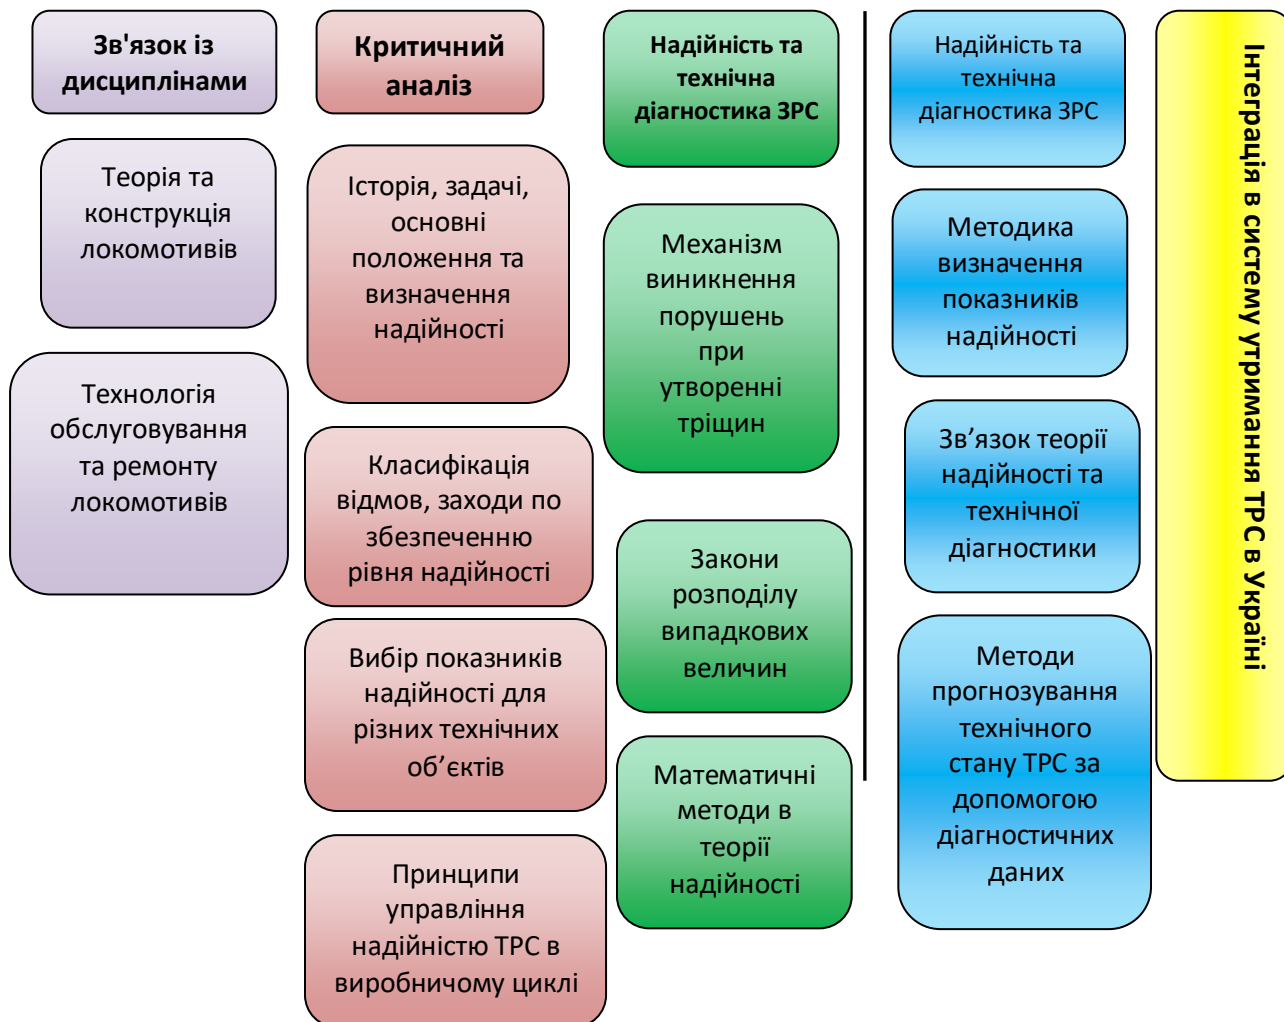 Зв'язок із
дисциплінами
Теорія та
конструкція
локомотивів
Технологія
обслуговування
та ремонту
локомотивів
Критичний
аналіз
Історія, задачі,
основні
положення та
визначення
надійності
Класифікація
відмов, заходи по
збезпеченню
рівня надійності
Вибір показників
надійності для
різних технічних
об’єктів
Принципи
управління
надійністю ТРС в
виробничому циклі
Надійність та
технічна
діагностика ЗРС
Механізм
виникнення
порушень
при
утворенні
тріщин
Закони
розподілу
випадкових
величин
Математичні
методи в
теорії
надійності
Надійність та
технічна
діагностика ЗРС
Методика
визначення
показників
надійності
Зв’язок теорії
надійності та
технічної
діагностики
Методи
прогнозування
технічного
стану ТРС за
допомогою
діагностичних
даних
Інтеграція в систему утримання ТРС в Україні